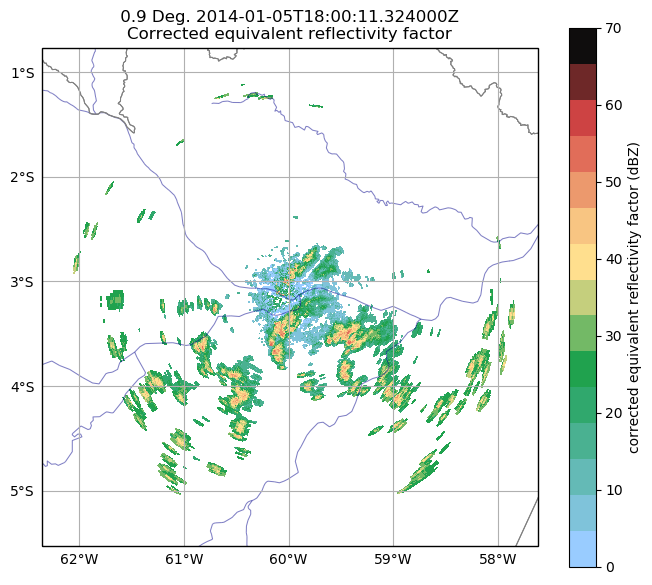 0.9 Deg. 2014-01-05T18:00:11.324000Z
Corrected equivalent reflectivity factor
1°S
2°S
3°S
4°S
5°S
62°W
61°W
60°W
59°W
58°W
70
60
50
40
30
20
10
0
corrected equivalent reflectivity factor (dBZ)